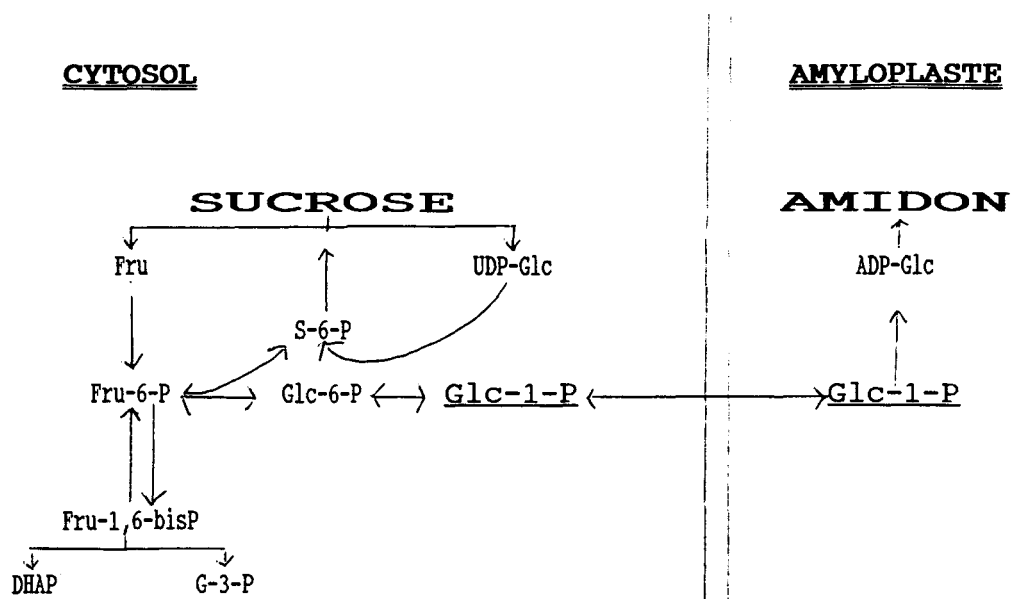 CYTOSOL AMYLOPLASTE
SUCROSE AMIDON
Fru UDP-Glc ADP-Glc
S-6-P
Fru-6-P Glc-6-P Glc-1-P Glc-1-P
Fru-1,6-bisP
DHAP G-3-P